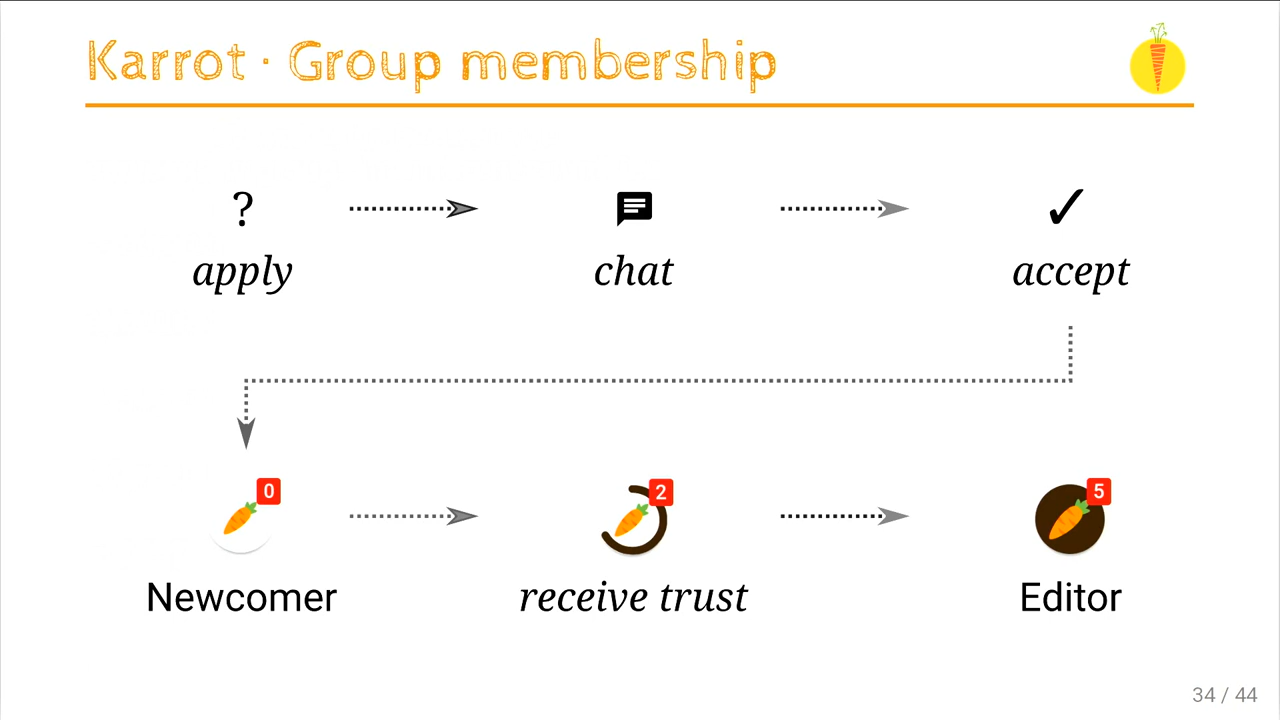 Karrot · Group membership
?
apply
chat
✓
accept
0
Newcomer
2
receive trust
5
Editor
34 / 44